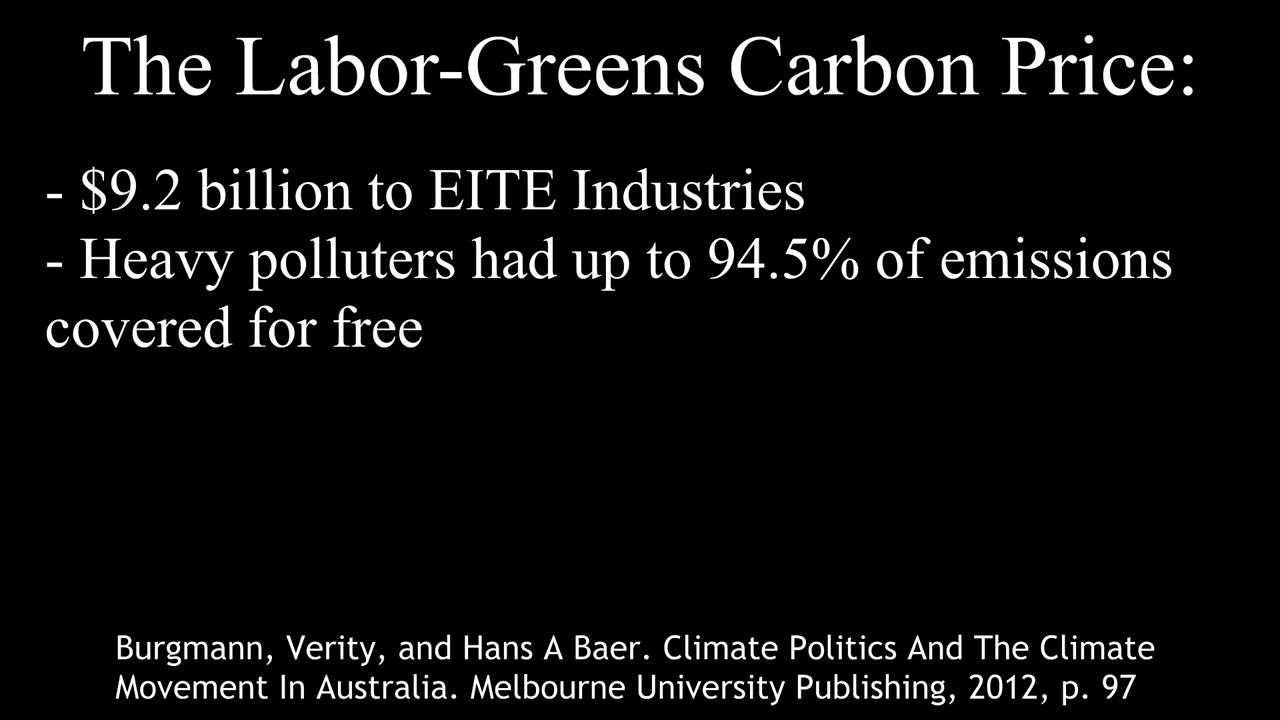 The Labor-Greens Carbon Price:
- $9.2 billion to EITE Industries
- Heavy polluters had up to 94.5% of emissions
covered for free
Burgmann, Verity, and Hans A Baer. Climate Politics And The Climate
Movement In Australia. Melbourne University Publishing, 2012, p. 97